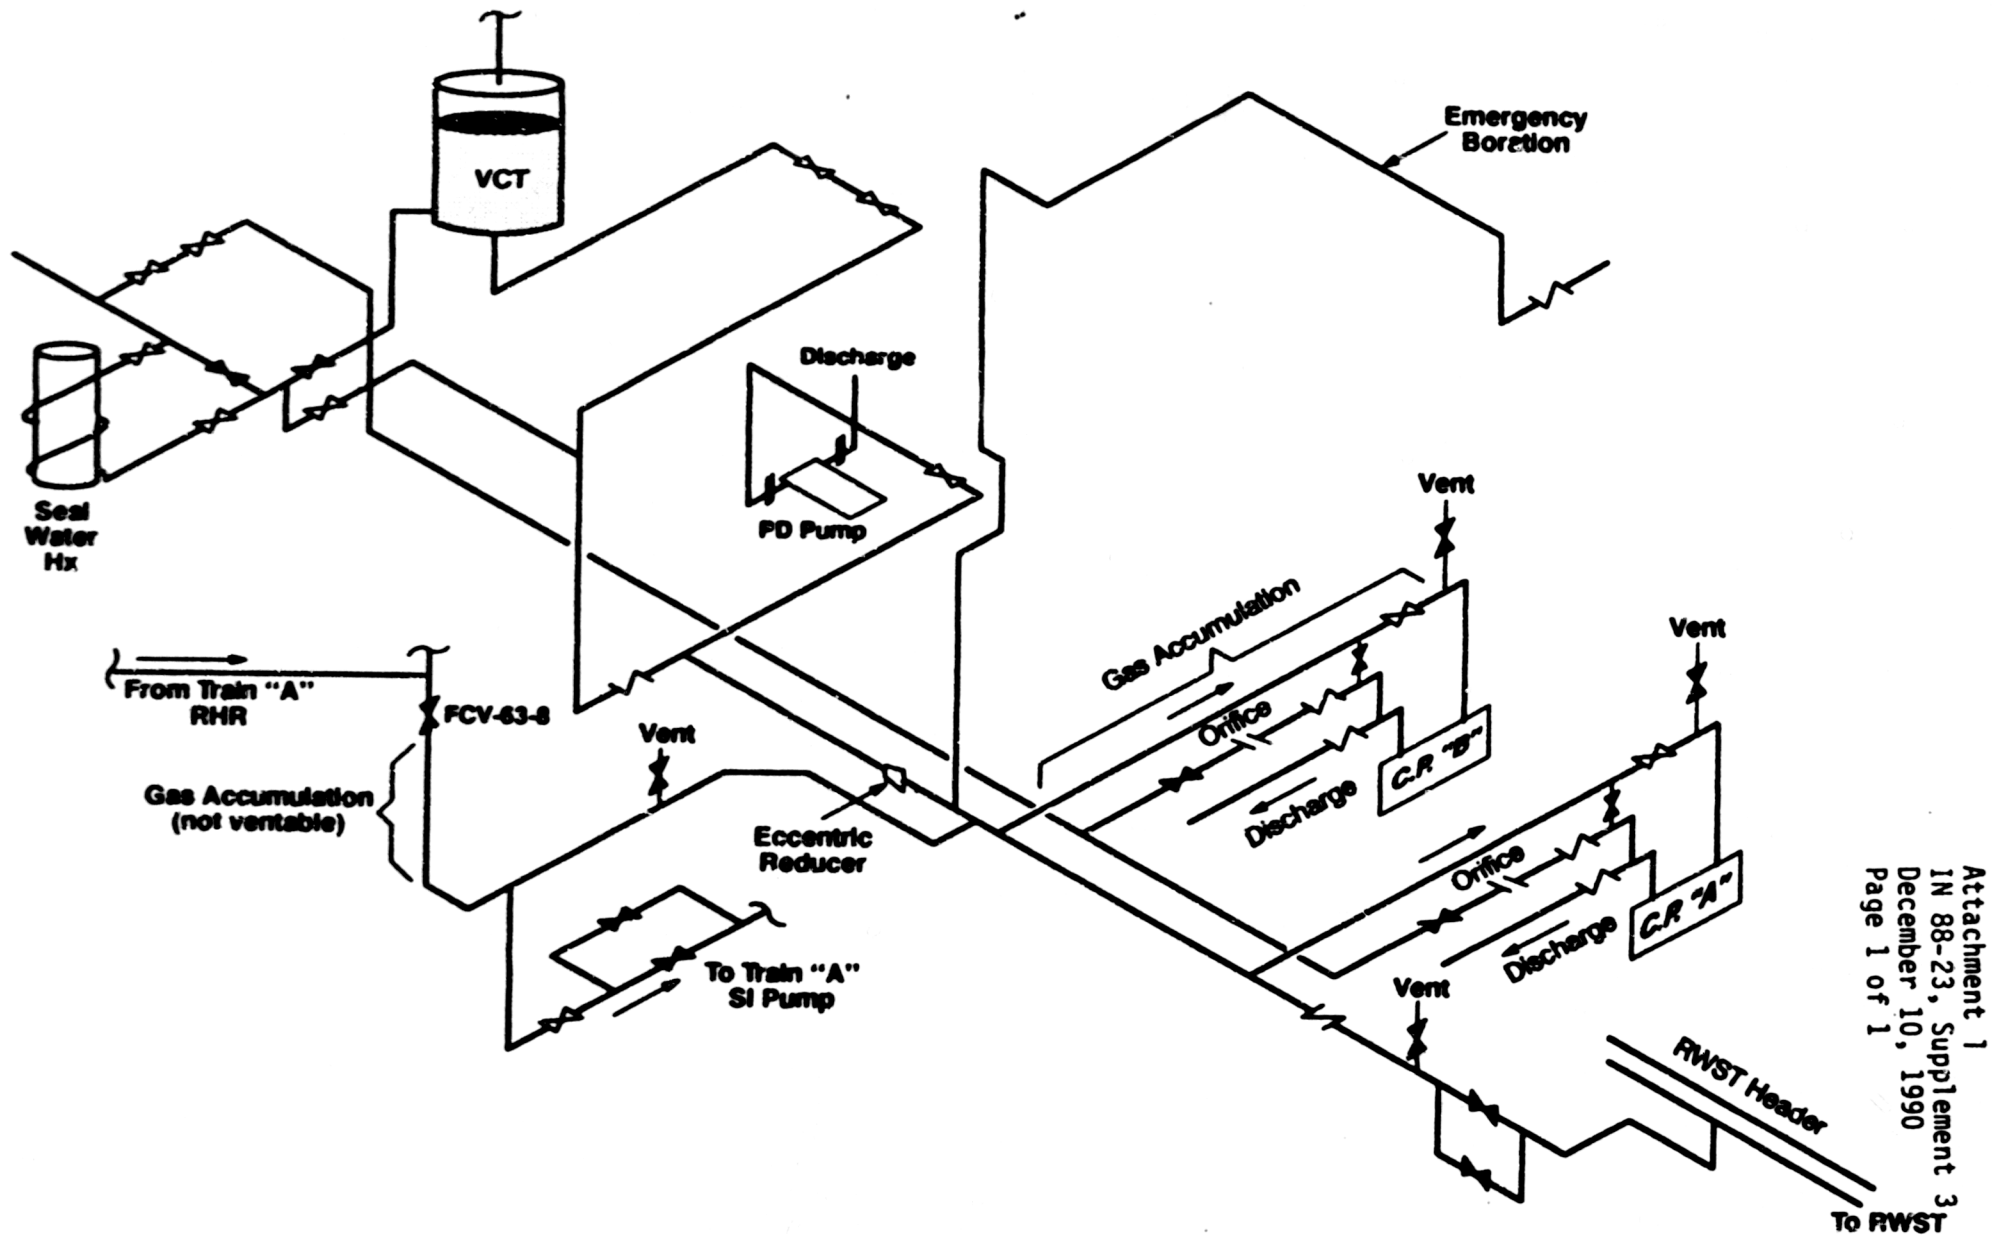 VCT
Emergency
Boration
Discharge
PD Pump
Seal
Water
Hx
Vent
Gas Accumulation
Vent
From Train "A"
RHR
FCV-63-8
Vent
Orifice
C.P. "B"
Discharge
Gas Accumulation
(not ventable)
Eccentric
Reducer
Orifice
C.P. "A"
Discharge
To Train "A"
SI Pump
Vent
RWST Header
To RWST
Attachment 1
IN 88-23, Supplement 3
December 10, 1990
Page 1 of 1